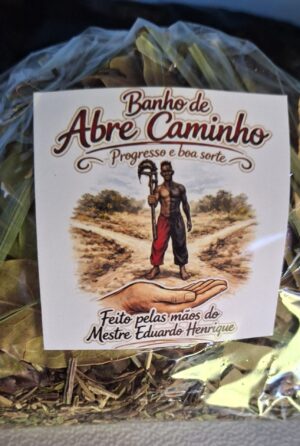 Banho de
Abre Caminho
Progresso e boa sorte
Feito pelas mãos do
Mestre Eduardo Henrique